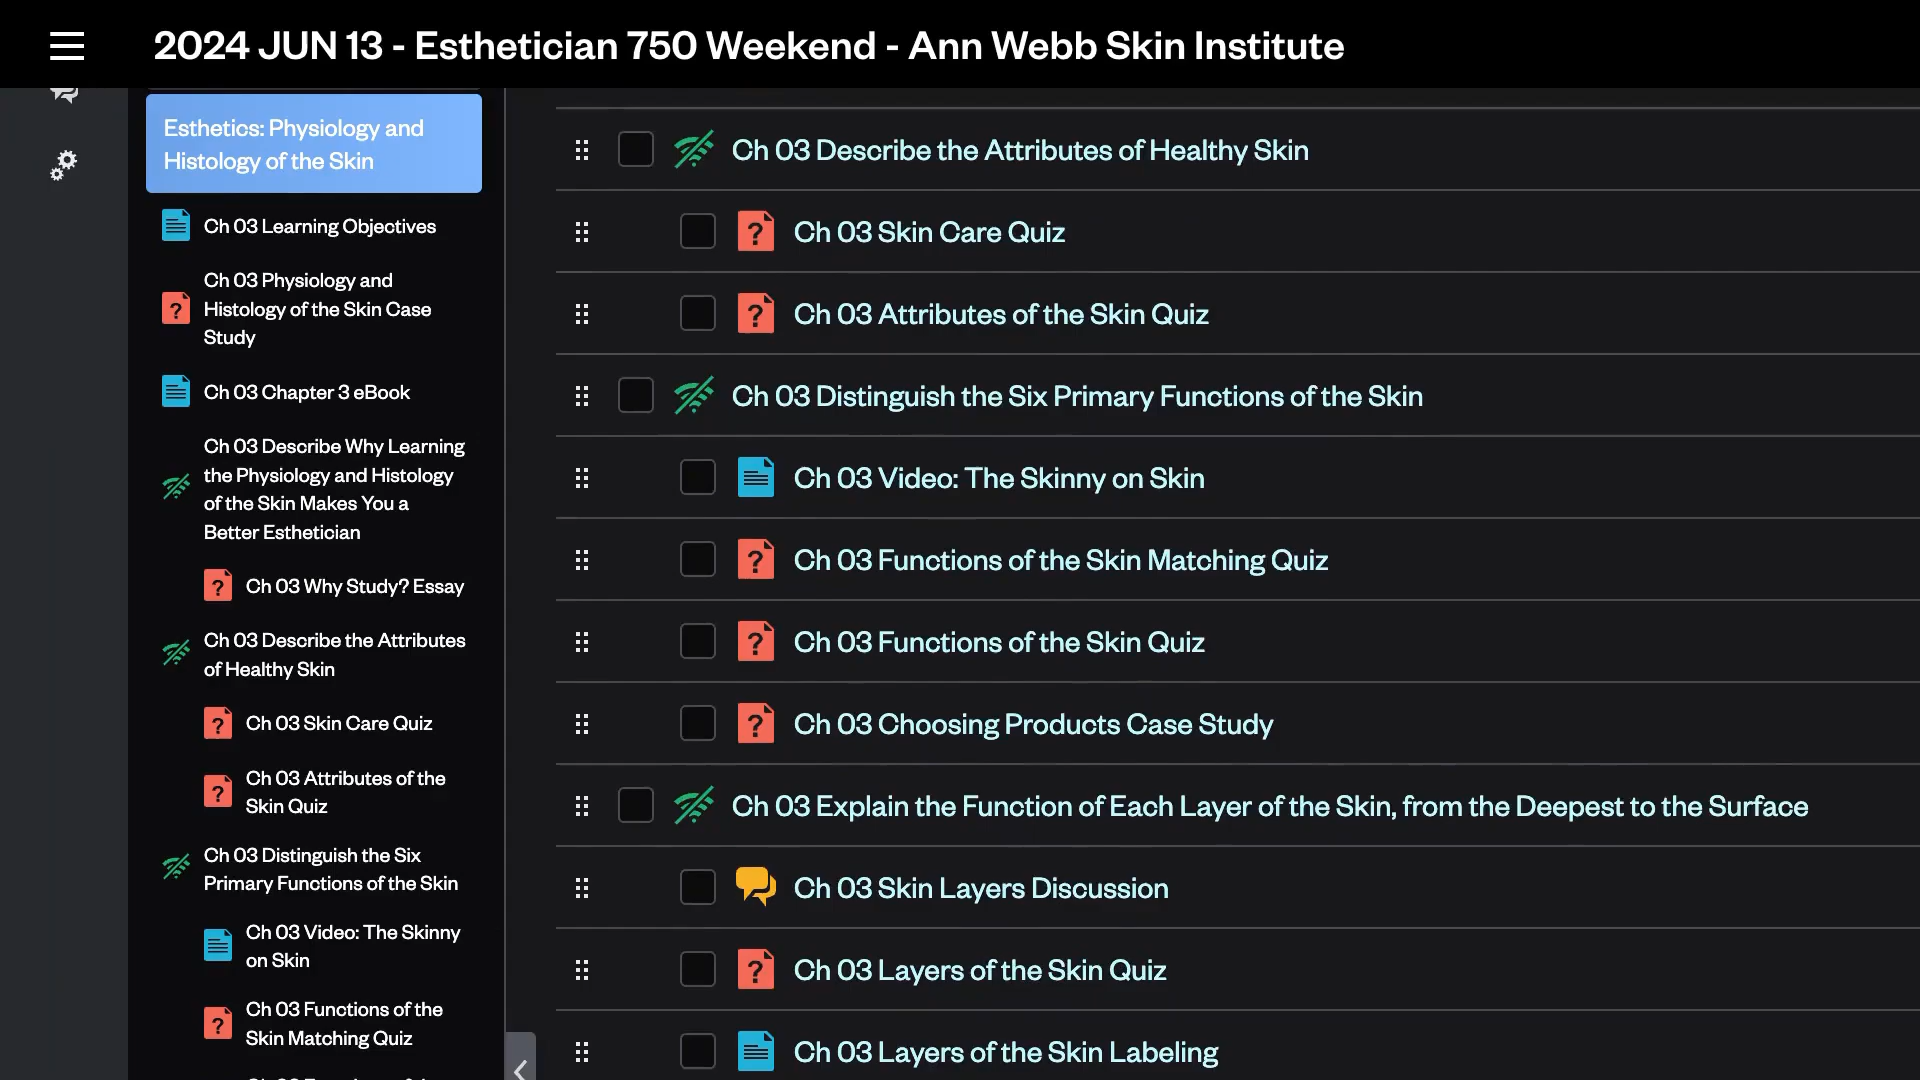 2024 JUN 13 - Esthetician 750 Weekend - Ann Webb Skin Institute
Esthetics: Physiology and
Histology of the Skin
Ch 03 Learning Objectives
Ch 03 Physiology and
Histology of the Skin Case
Study
Ch 03 Chapter 3 eBook
Ch 03 Describe Why Learning
the Physiology and Histology
of the Skin Makes You a
Better Esthetician
Ch 03 Why Study? Essay
Ch 03 Describe the Attributes
of Healthy Skin
Ch 03 Skin Care Quiz
Ch 03 Attributes of the
Skin Quiz
Ch 03 Distinguish the Six
Primary Functions of the Skin
Ch 03 Video: The Skinny
on Skin
Ch 03 Functions of the
Skin Matching Quiz
Ch 03 Describe the Attributes of Healthy Skin
Ch 03 Skin Care Quiz
Ch 03 Attributes of the Skin Quiz
Ch 03 Distinguish the Six Primary Functions of the Skin
Ch 03 Video: The Skinny on Skin
Ch 03 Functions of the Skin Matching Quiz
Ch 03 Functions of the Skin Quiz
Ch 03 Choosing Products Case Study
Ch 03 Explain the Function of Each Layer of the Skin, from the Deepest to the Surface
Ch 03 Skin Layers Discussion
Ch 03 Layers of the Skin Quiz
Ch 03 Layers of the Skin Labeling